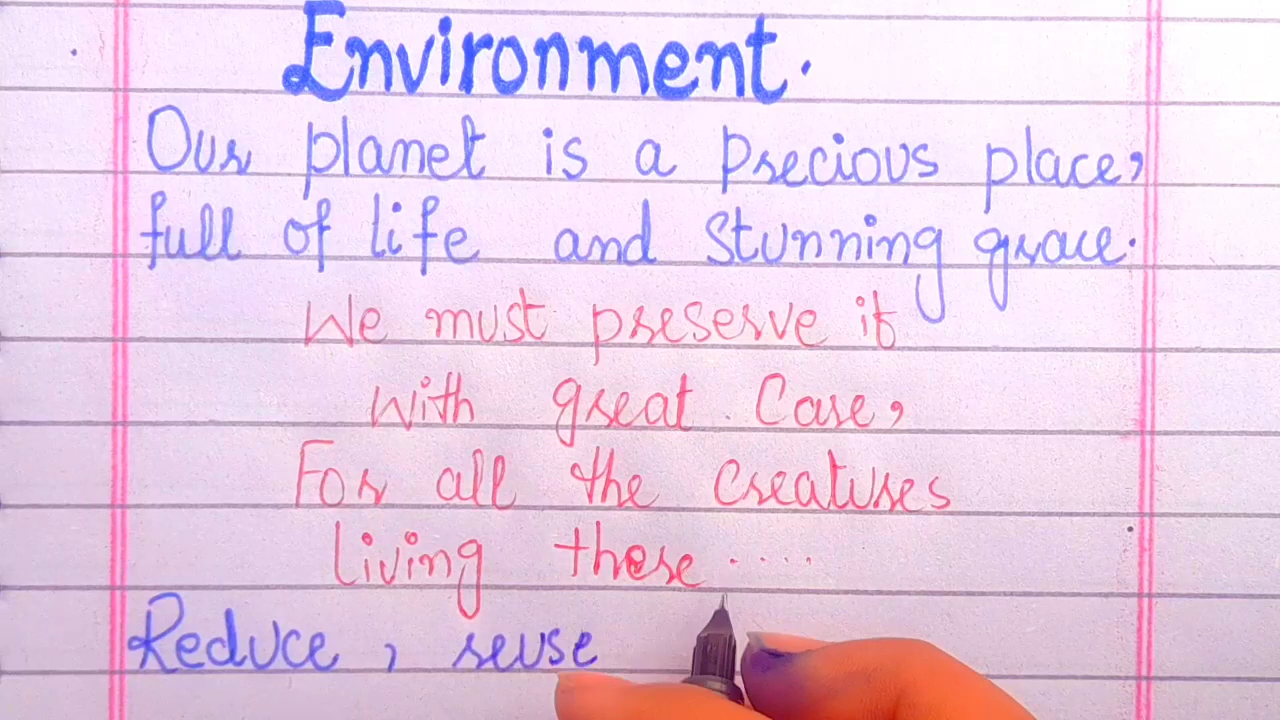 Environment.
Our planet is a precious place,
full of life and stunning grace.
We must preserve it
with great care,
For all the creatures
living there ....
Reduce, reuse